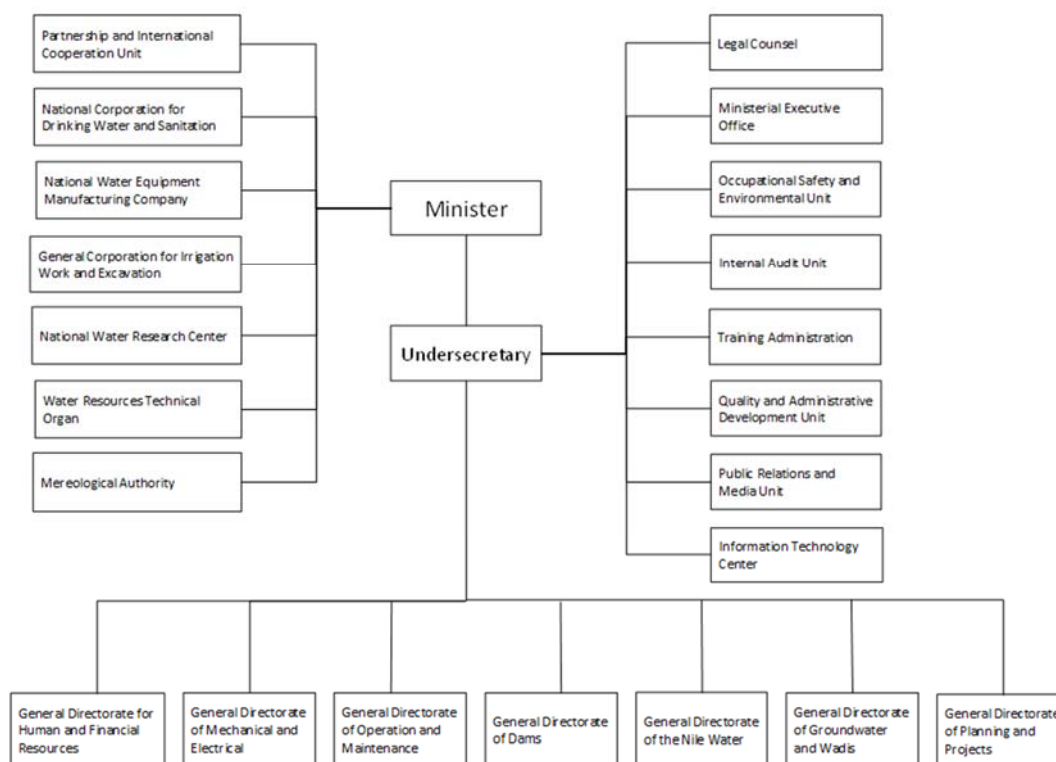 Partnership and International
Cooperation Unit
National Corporation for
Drinking Water and Sanitation
National Water Equipment
Manufacturing Company
General Corporation for Irrigation
Work and Excavation
National Water Research Center
Water Resources Technical
Organ
Mereological Authority
Minister
Undersecretary
Legal Counsel
Ministerial Executive
Office
Occupational Safety and
Environmental Unit
Internal Audit Unit
Training Administration
Quality and Administrative
Development Unit
Public Relations and
Media Unit
Information Technology
Center
General Directorate for
Human and Financial
Resources
General Directorate
of Mechanical and
Electrical
General Directorate
of Operation and
Maintenance
General Directorate
of Dams
General Directorate
of the Nile Water
General Directorate
of Groundwater
and Wadis
General Directorate
of Planning and
Projects